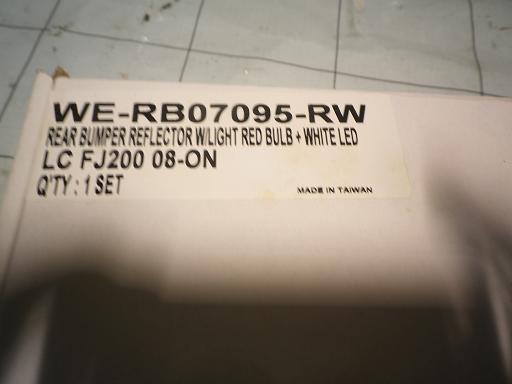 WE-RB07095-RW
REAR BUMPER REFLECTOR W/LIGHT RED BULB + WHITE LED
LC FJ200 08-ON
Q'TY : 1 SET
MADE IN TAIWAN